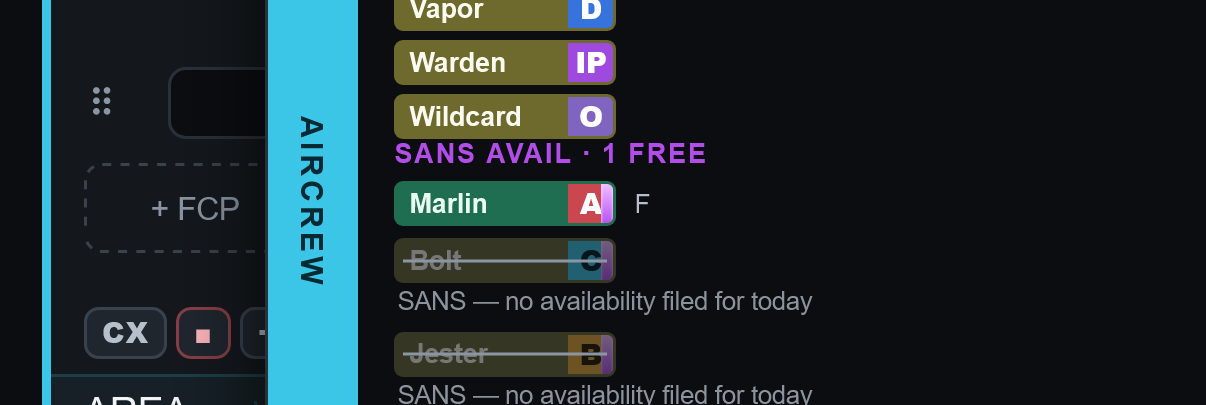 Vapor D
Warden IP
Wildcard O
SANS AVAIL · 1 FREE
Marlin A F
Bolt C
SANS — no availability filed for today
Jester B
SANS — no availability filed for today
AIRCREW
+ FCP
CX
AREA